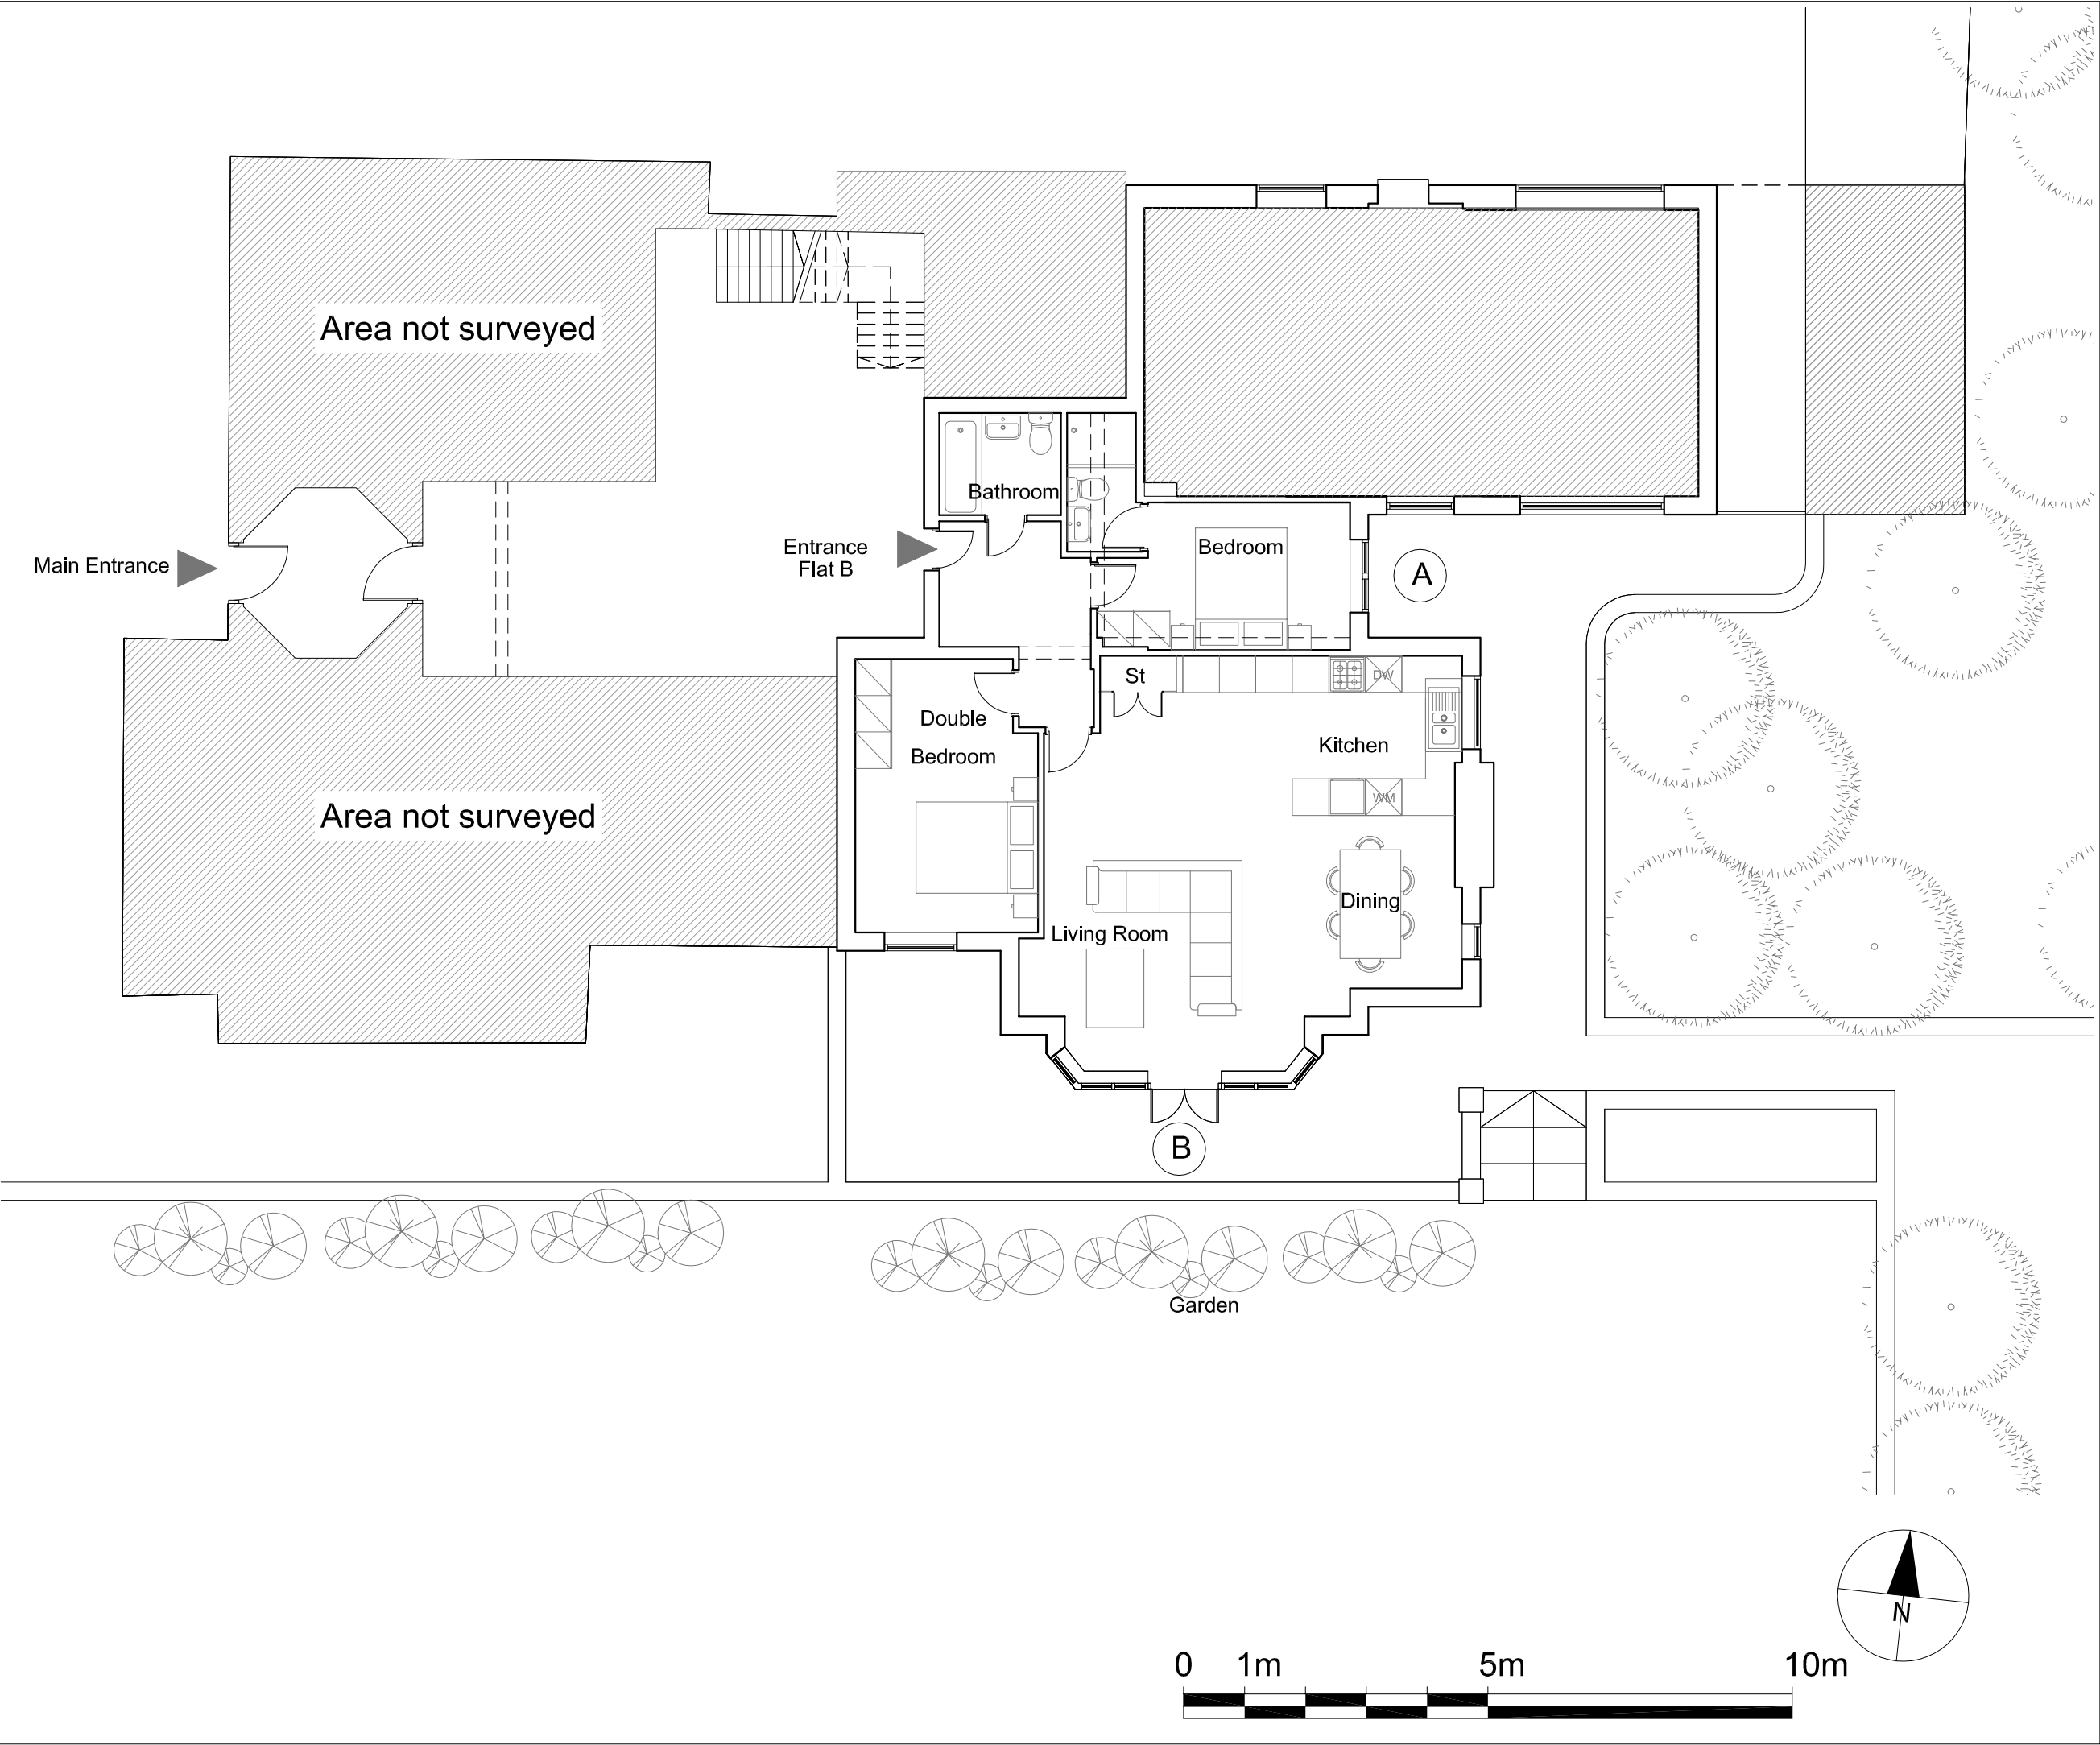 Area not surveyed
Main Entrance
Entrance
Flat B
Bathroom
Bedroom
A
St
DW
Double
Bedroom
Kitchen
WM
Area not surveyed
Dining
Living Room
B
Garden
N
0 1m 5m 10m